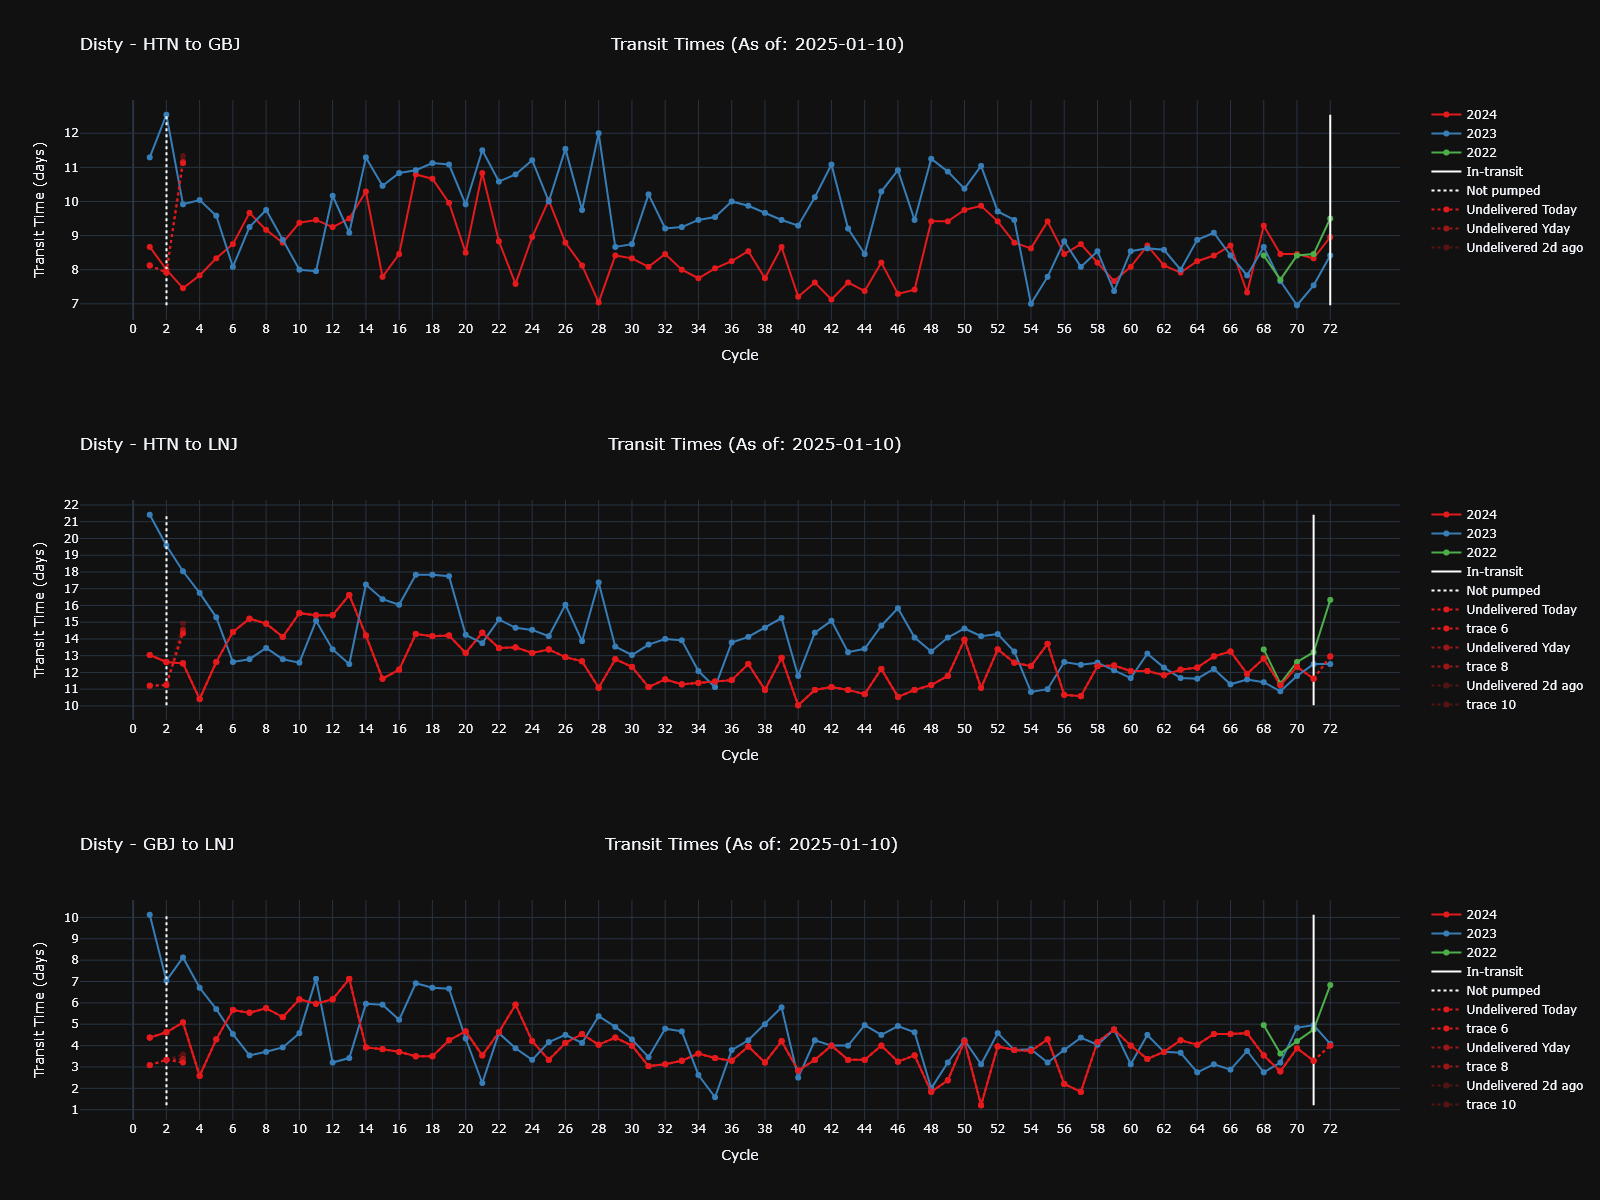 Disty - HTN to GBJ
Transit Times (As of: 2025-01-10)
Transit Time (days)
12
11
10
9
8
7
0 2 4 6 8 10 12 14 16 18 20 22 24 26 28 30 32 34 36 38 40 42 44 46 48 50 52 54 56 58 60 62 64 66 68 70 72
Cycle
2024
2023
2022
In-transit
Not pumped
Undelivered Today
Undelivered Yday
Undelivered 2d ago
Disty - HTN to LNJ
Transit Times (As of: 2025-01-10)
Transit Time (days)
22
21
20
19
18
17
16
15
14
13
12
11
10
0 2 4 6 8 10 12 14 16 18 20 22 24 26 28 30 32 34 36 38 40 42 44 46 48 50 52 54 56 58 60 62 64 66 68 70 72
Cycle
2024
2023
2022
In-transit
Not pumped
Undelivered Today
trace 6
Undelivered Yday
trace 8
Undelivered 2d ago
trace 10
Disty - GBJ to LNJ
Transit Times (As of: 2025-01-10)
Transit Time (days)
10
9
8
7
6
5
4
3
2
1
0 2 4 6 8 10 12 14 16 18 20 22 24 26 28 30 32 34 36 38 40 42 44 46 48 50 52 54 56 58 60 62 64 66 68 70 72
Cycle
2024
2023
2022
In-transit
Not pumped
Undelivered Today
trace 6
Undelivered Yday
trace 8
Undelivered 2d ago
trace 10